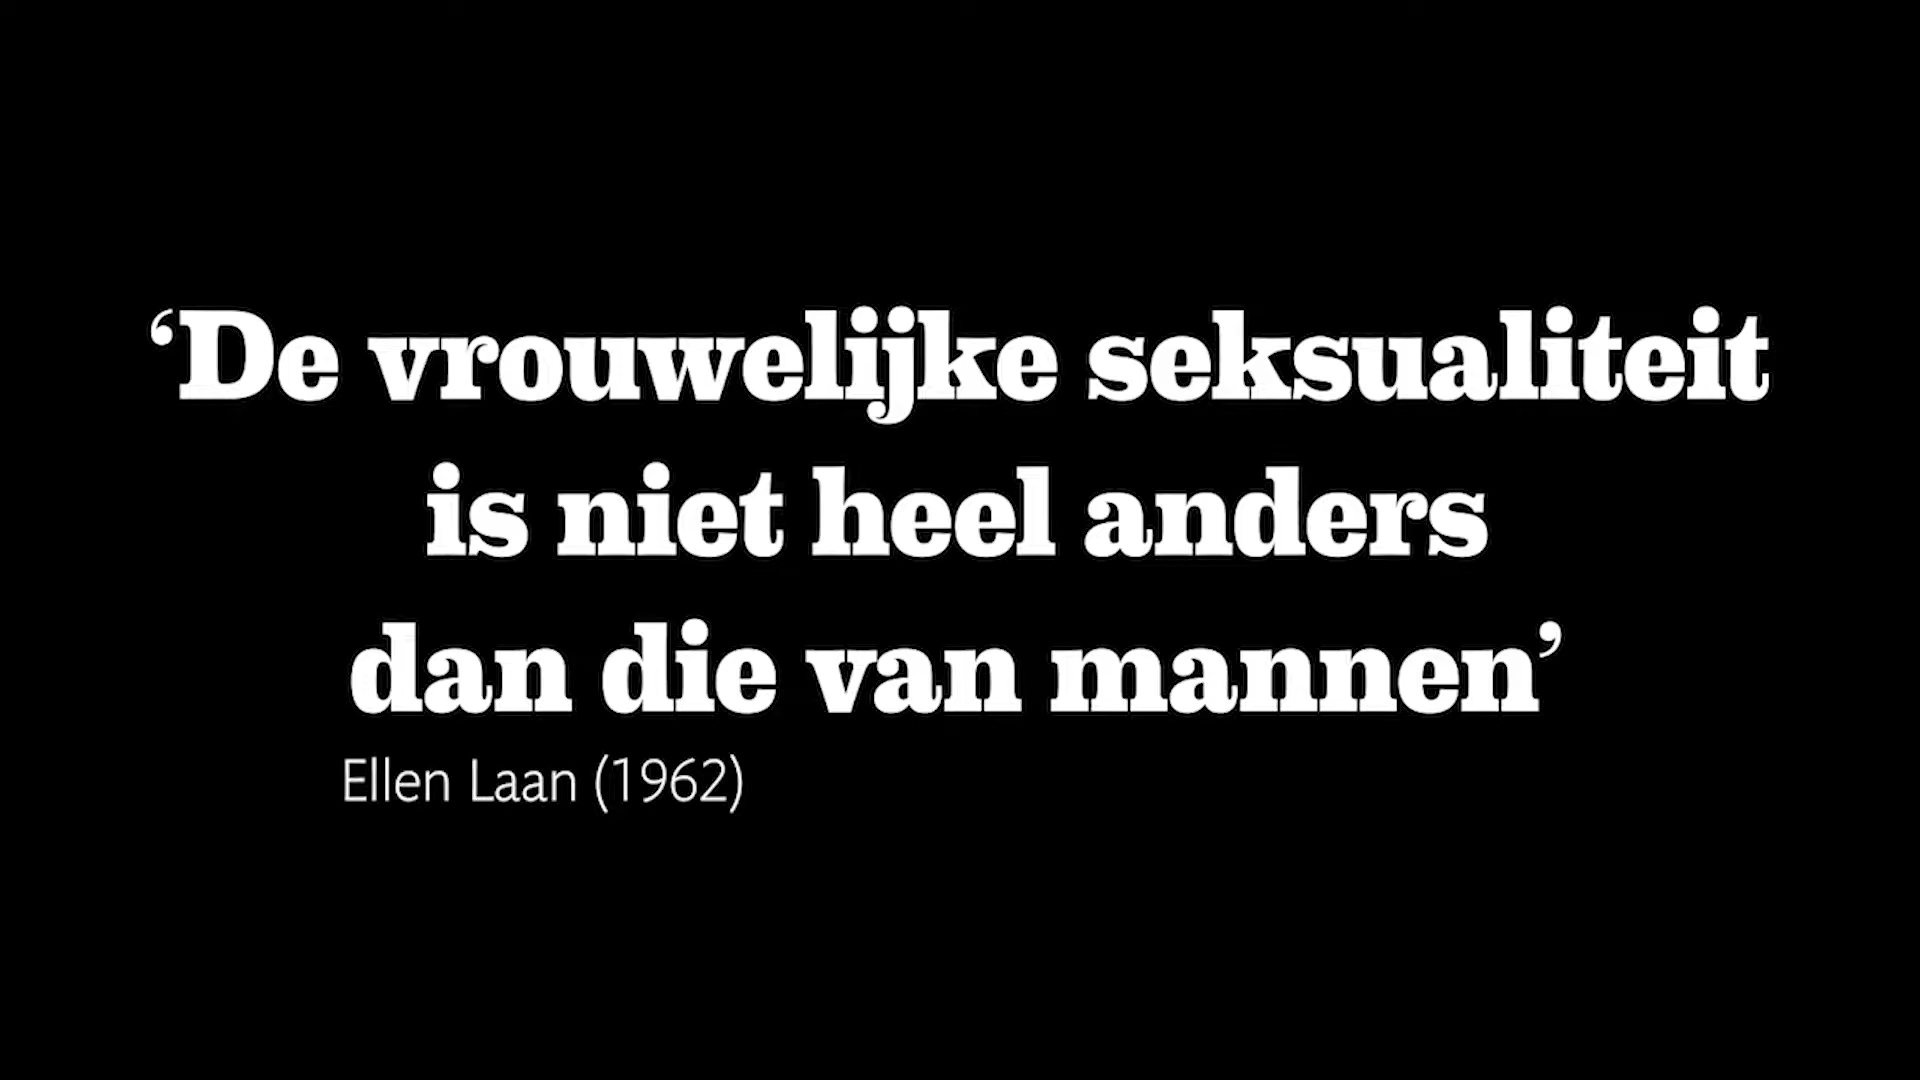 ‘De vrouwelijke seksualiteit
is niet heel anders
dan die van mannen’
Ellen Laan (1962)